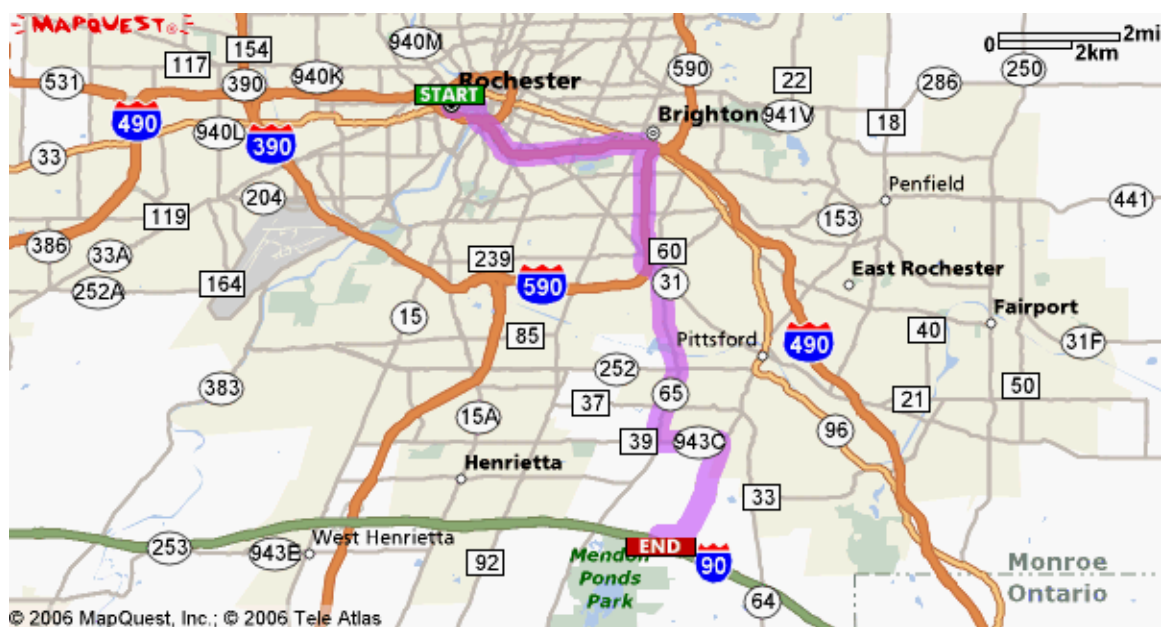 MAPQUEST®
154
940M
590
0
2mi
2km
117
390
940K
Rochester
22
286
250
531
START
490
940L
390
Brighton
941V
18
33
204
Penfield
119
153
441
386
33A
239
60
East Rochester
252A
164
590
31
Fairport
15
85
Pittsford
490
40
31F
383
252
65
37
21
50
15A
39
943C
96
Henrietta
33
253
943E
West Henrietta
END
92
Mendon
Ponds
Park
90
Monroe
Ontario
64
© 2006 MapQuest, Inc.; © 2006 Tele Atlas